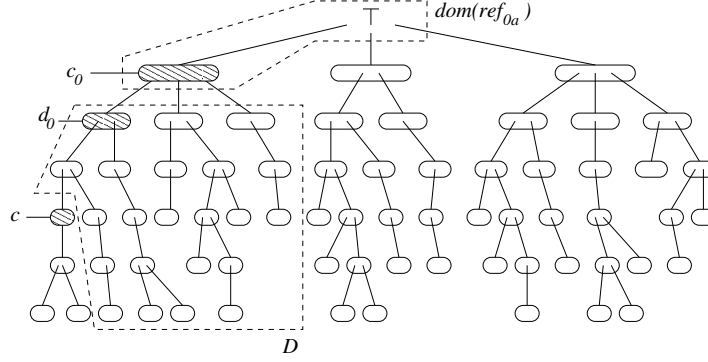 ⊤ dom(ref₀ₐ)
c₀
d₀
c
D